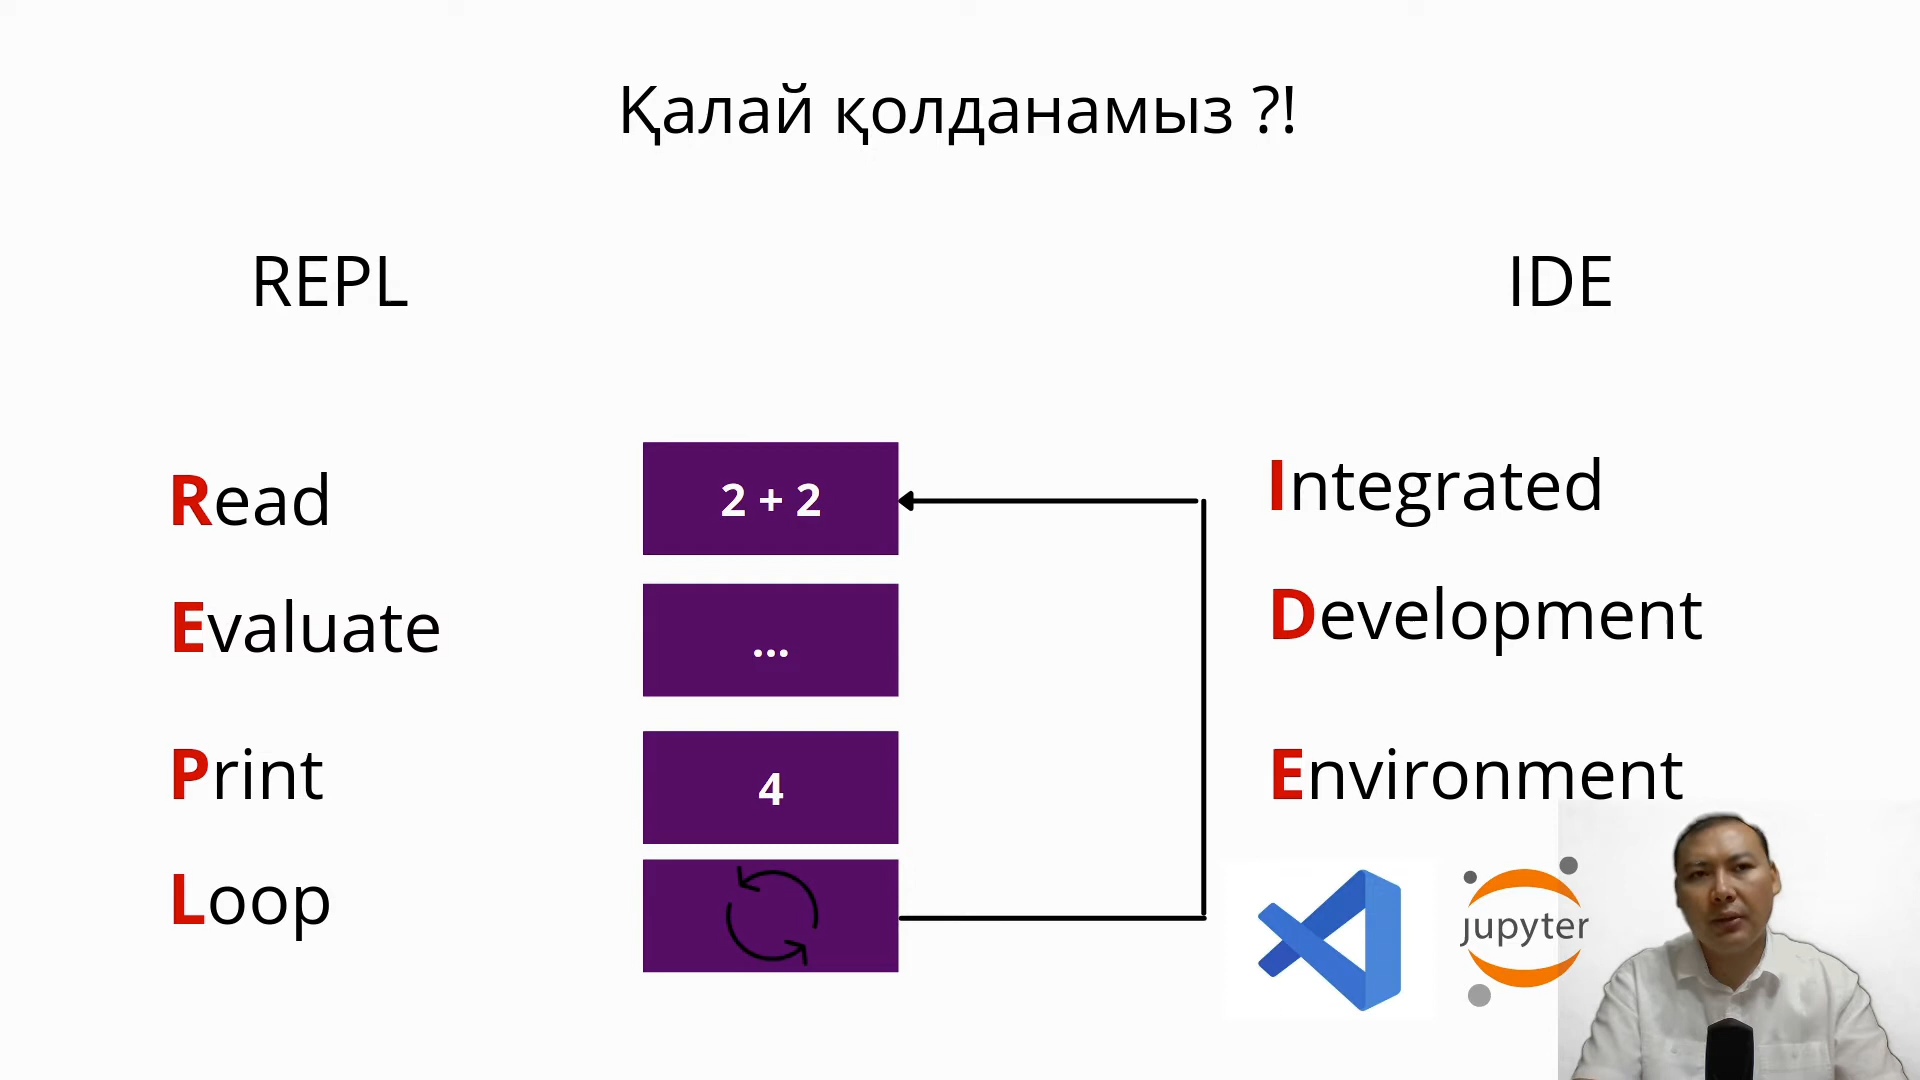 Қалай қолданамыз ?!
REPL
IDE
Read
Evaluate
Print
Loop
2 + 2
...
4
Integrated
Development
Environment
jupyter